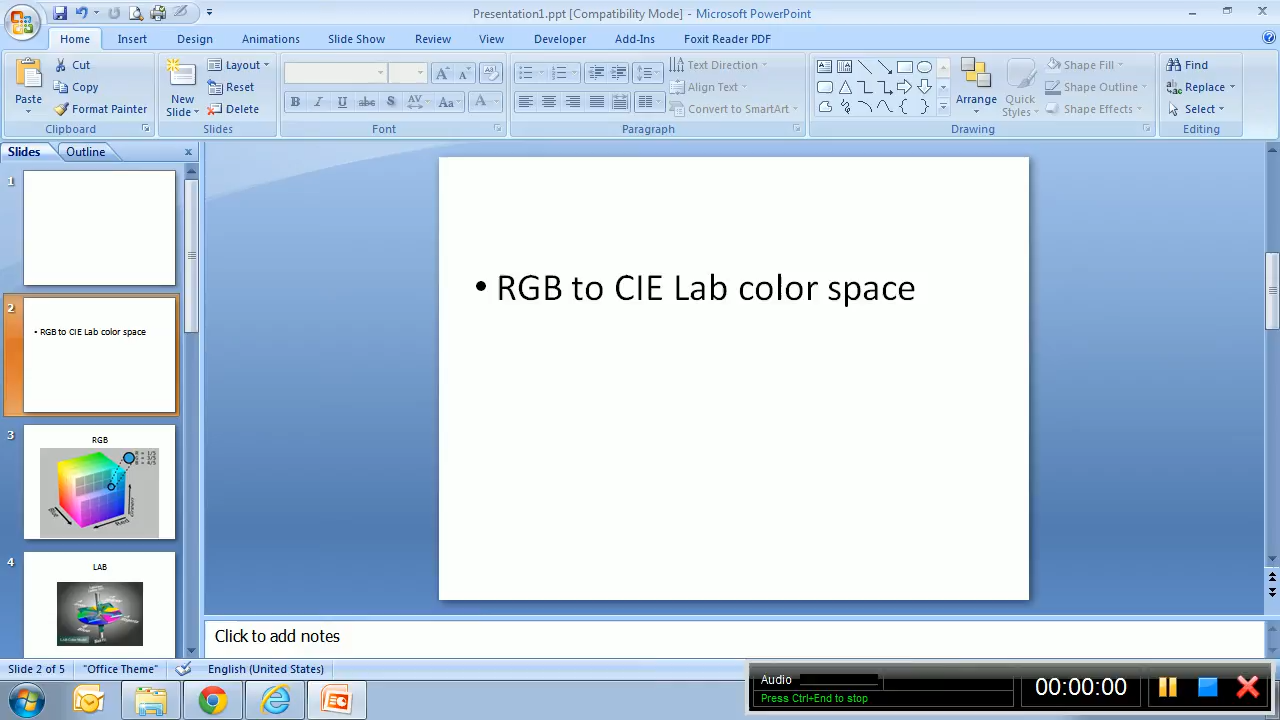 Presentation1.ppt [Compatibility Mode] - Microsoft PowerPoint
Home Insert Design Animations Slide Show Review View Developer Add-Ins Foxit Reader PDF
Paste
Cut
Copy
Format Painter
Clipboard
New Slide
Layout
Reset
Delete
Slides
B I U abc S AV Aa A
Font
Text Direction
Align Text
Convert to SmartArt
Paragraph
Arrange
Quick Styles
Shape Fill
Shape Outline
Shape Effects
Drawing
Find
Replace
Select
Editing
Slides Outline
1
2
• RGB to CIE Lab color space
3
RGB
4
LAB
• RGB to CIE Lab color space
Click to add notes
Slide 2 of 5 "Office Theme" English (United States)
Audio
Press Ctrl+End to stop
00:00:00